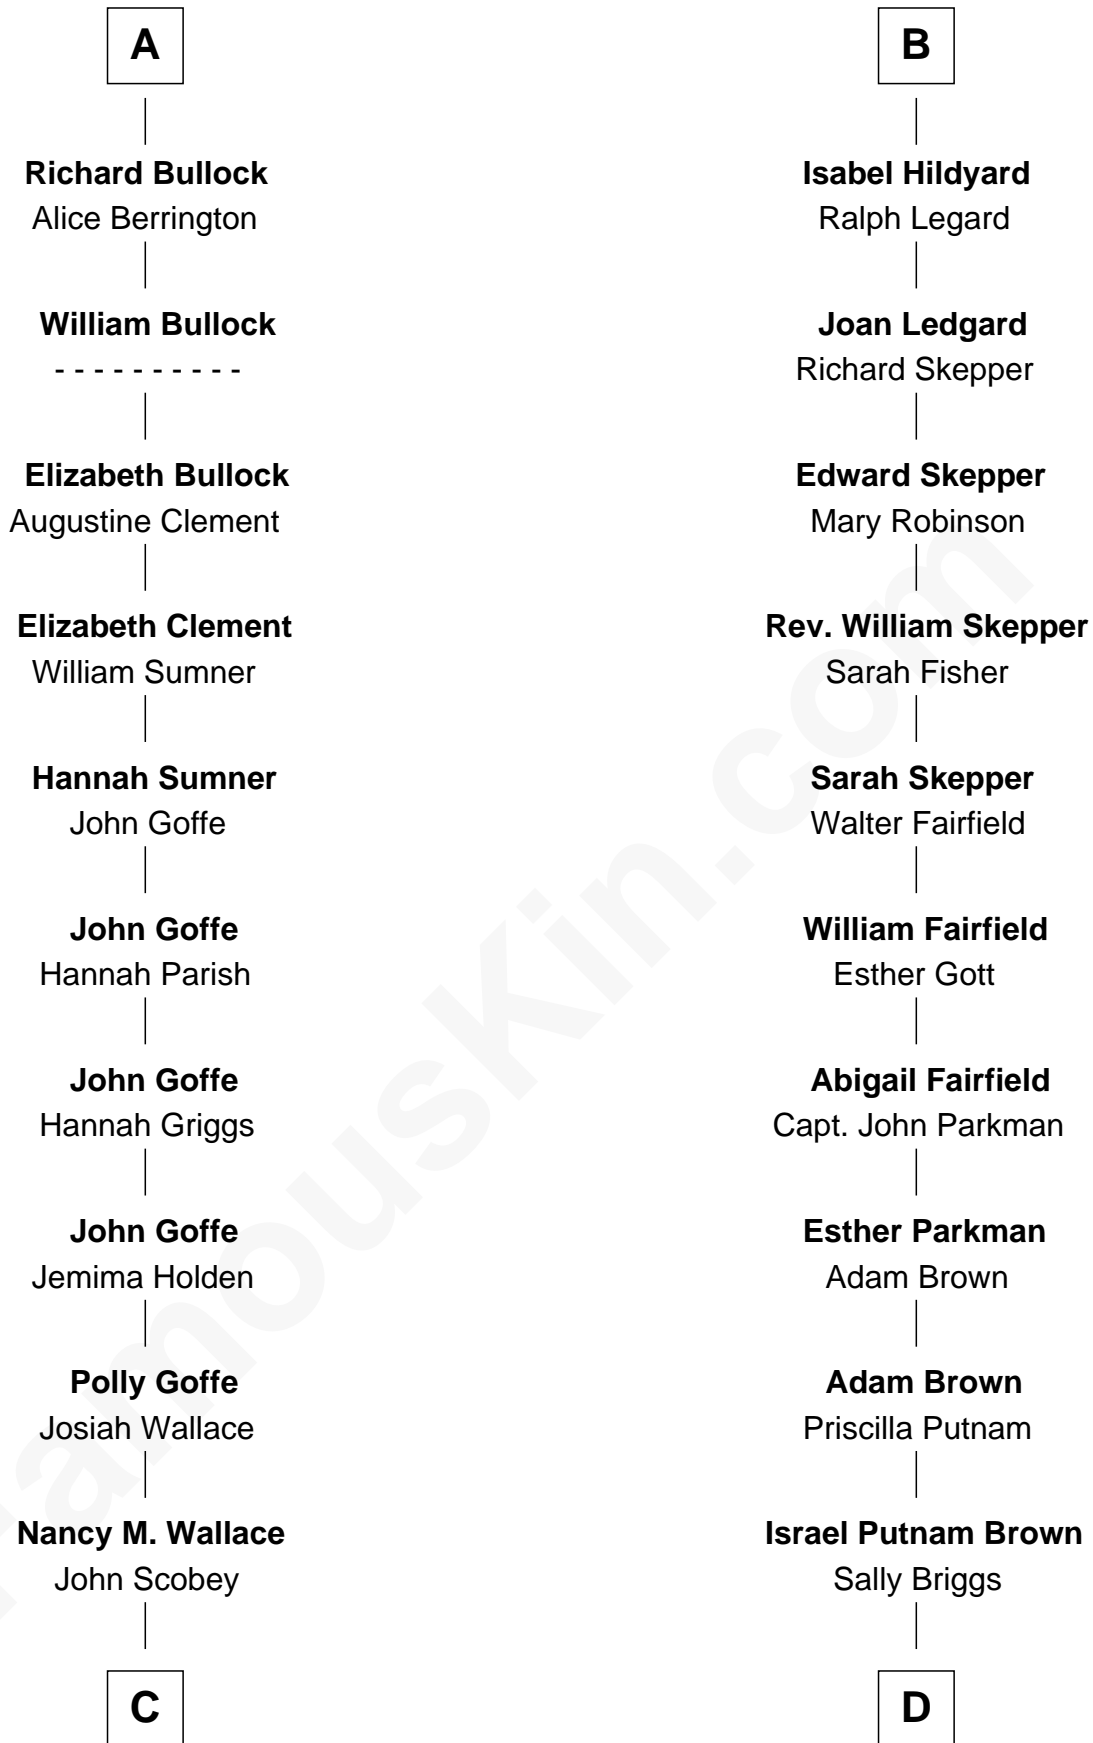 A
Richard Bullock
Alice Berrington
William Bullock
- - - - - - - - - -
Elizabeth Bullock
Augustine Clement
Elizabeth Clement
William Sumner
Hannah Sumner
John Goffe
John Goffe
Hannah Parish
John Goffe
Hannah Griggs
John Goffe
Jemima Holden
Polly Goffe
Josiah Wallace
Nancy M. Wallace
John Scobey
C
B
Isabel Hildyard
Ralph Legard
Joan Ledgard
Richard Skepper
Edward Skepper
Mary Robinson
Rev. William Skepper
Sarah Fisher
Sarah Skepper
Walter Fairfield
William Fairfield
Esther Gott
Abigail Fairfield
Capt. John Parkman
Esther Parkman
Adam Brown
Adam Brown
Priscilla Putnam
Israel Putnam Brown
Sally Briggs
D
FamousKin.com